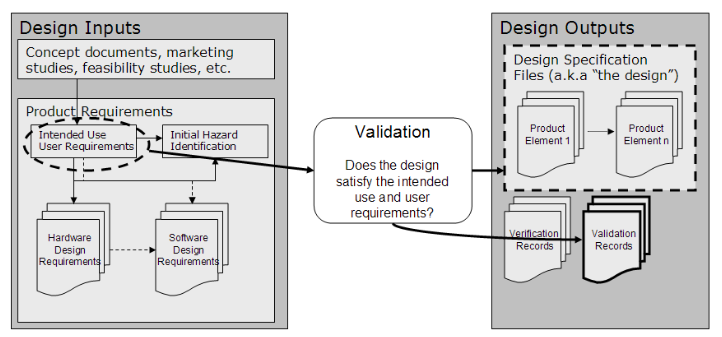 Design Inputs
Concept documents, marketing
studies, feasibility studies, etc.
Product Requirements
Intended Use
User Requirements
Initial Hazard
Identification
Hardware
Design
Requirements
Software
Design
Requirements
Validation
Does the design
satisfy the intended
use and user
requirements?
Design Outputs
Design Specification
Files (a.k.a “the design”)
Product
Element 1
Product
Element n
Verification
Records
Validation
Records